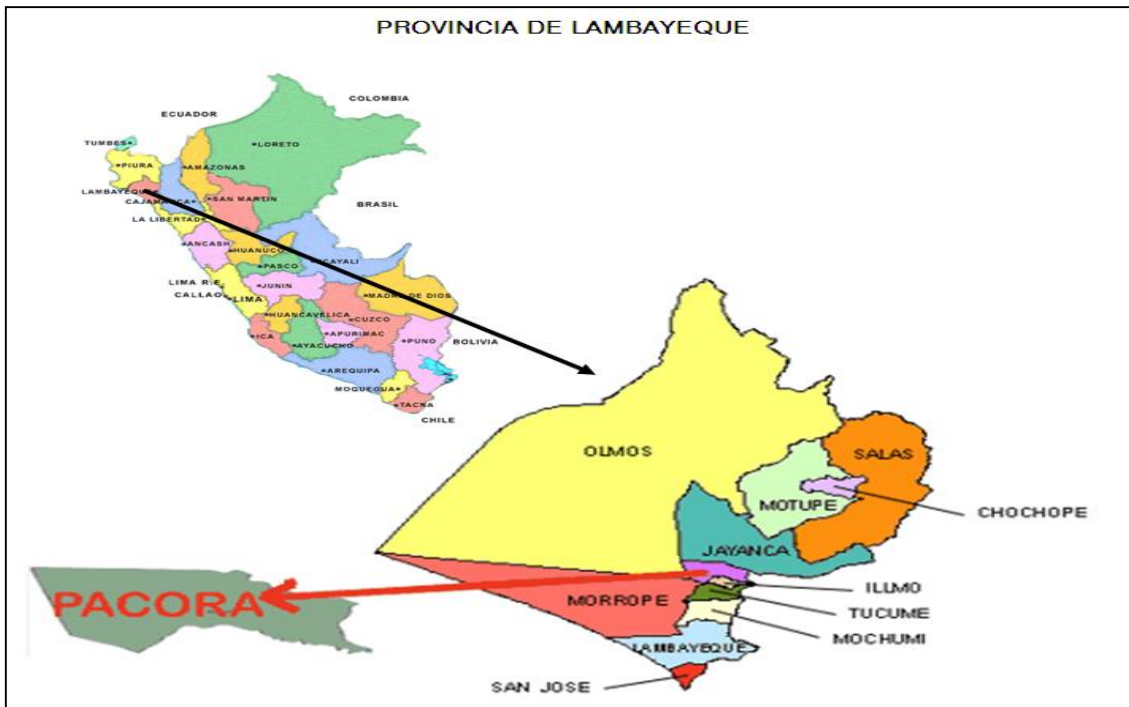 PROVINCIA DE LAMBAYEQUE
COLOMBIA
ECUADOR
TUMBES
LORETO
PIURA
AMAZONAS
LAMBAYEQUE
CAJAMARCA
SAN MARTIN
BRASIL
LA LIBERTAD
ANCASH
HUANUCO
PASCO
UCAYALI
LIMA R.E.
JUNIN
CALLAO
LIMA
MADRE DE DIOS
HUANCAVELICA
CUZCO
ICA
APURIMAC
AYACUCHO
PUNO
BOLIVIA
AREQUIPA
MOQUEGUA
TACNA
CHILE
OLMOS
SALAS
MOTUPE
CHOCHOPE
JAYANCA
PACORA
MORROPE
ILLIMO
TUCUME
MOCHUMI
LAMBAYEQUE
SAN JOSE